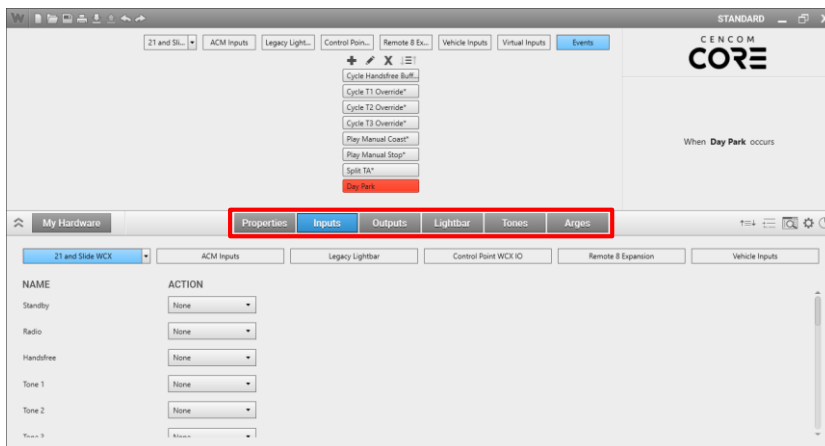 W STANDARD
21 and Sli... ACM Inputs Legacy Light... Control Poin... Remote 8 Ex... Vehicle Inputs Virtual Inputs Events
CENCOM
CORE
Cycle Handsfree Buff...
Cycle T1 Override*
Cycle T2 Override*
Cycle T3 Override*
Play Manual Coast*
Play Manual Stop*
Split TA*
Day Park
When Day Park occurs
My Hardware Properties Inputs Outputs Lightbar Tones Arges
21 and Slide WCX ACM Inputs Legacy Lightbar Control Point WCX IO Remote 8 Expansion Vehicle Inputs
NAME ACTION
Standby None
Radio None
Handsfree None
Tone 1 None
Tone 2 None
Tone 3 None